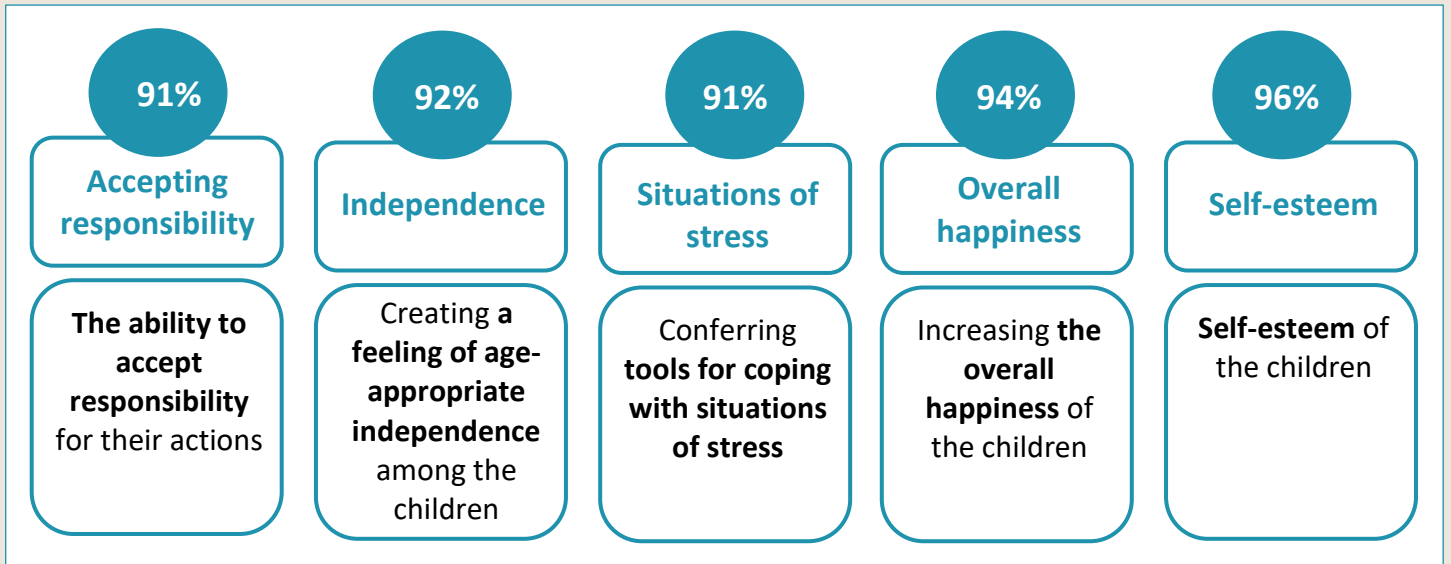 91%
Accepting
responsibility
The ability to
accept
responsibility
for their actions
92%
Independence
Creating a
feeling of age-
appropriate
independence
among the
children
91%
Situations of
stress
Conferring
tools for coping
with situations
of stress
94%
Overall
happiness
Increasing the
overall
happiness of
the children
96%
Self-esteem
Self-esteem of
the children